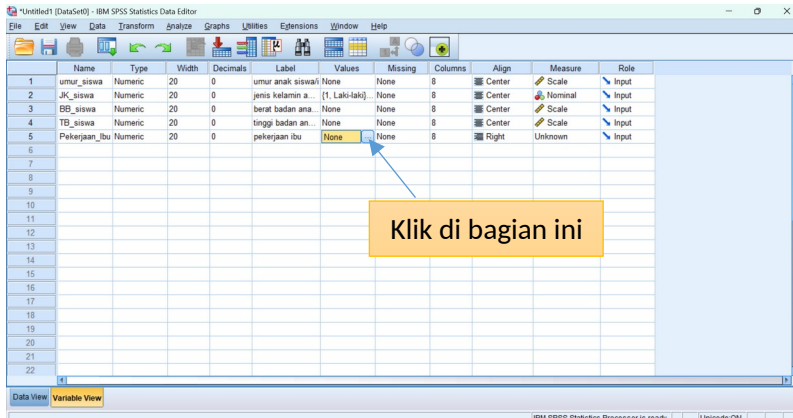 *Untitled1 [DataSet0] - IBM SPSS Statistics Data Editor
File Edit View Data Transform Analyze Graphs Utilities Extensions Window Help
Name Type Width Decimals Label Values Missing Columns Align Measure Role
1 umur_siswa Numeric 20 0 umur anak siswa/i None None 8 Center Scale Input
2 JK_siswa Numeric 20 0 jenis kelamin a... {1, Laki-laki}... None 8 Center Nominal Input
3 BB_siswa Numeric 20 0 berat badan ana... None None 8 Center Scale Input
4 TB_siswa Numeric 20 0 tinggi badan an... None None 8 Center Scale Input
5 Pekerjaan_Ibu Numeric 20 0 pekerjaan ibu None ... None 8 Right Unknown Input
6
7
8
9
10
11
Klik di bagian ini
12
13
14
15
16
17
18
19
20
21
22
Data View Variable View
IBM SPSS Statistics Processor is ready Unicode:ON